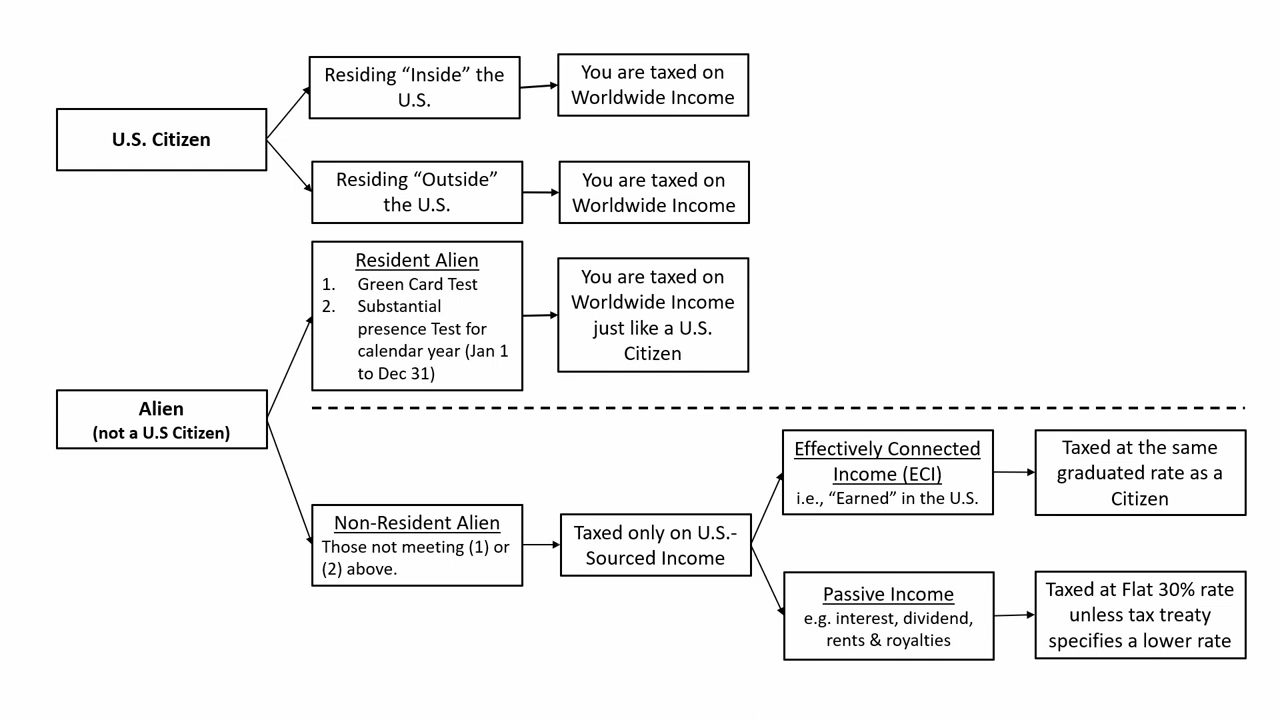 U.S. Citizen
Residing “Inside” the
U.S.
You are taxed on
Worldwide Income
Residing “Outside”
the U.S.
You are taxed on
Worldwide Income
Alien
(not a U.S Citizen)
Resident Alien
1. Green Card Test
2. Substantial
presence Test for
calendar year (Jan 1
to Dec 31)
You are taxed on
Worldwide Income
just like a U.S.
Citizen
Non-Resident Alien
Those not meeting (1) or
(2) above.
Taxed only on U.S.-
Sourced Income
Effectively Connected
Income (ECI)
i.e., “Earned” in the U.S.
Taxed at the same
graduated rate as a
Citizen
Passive Income
e.g. interest, dividend,
rents & royalties
Taxed at Flat 30% rate
unless tax treaty
specifies a lower rate